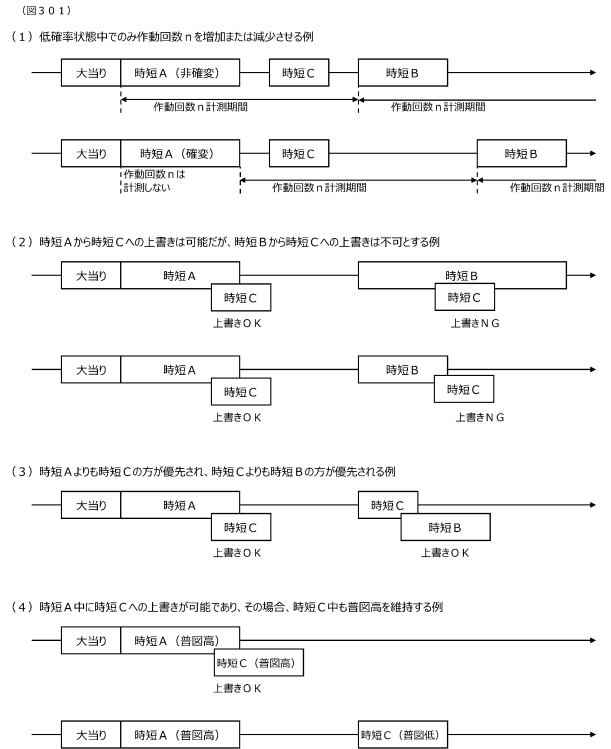 （図３０１）
（１）低確率状態中でのみ作動回数ｎを増加または減少させる例
大当り 時短Ａ（非確変） 時短Ｃ 時短Ｂ
作動回数ｎ計測期間 作動回数ｎ計測期間
大当り 時短Ａ（確変） 時短Ｃ 時短Ｂ
作動回数ｎは
計測しない 作動回数ｎ計測期間 作動回数ｎ計測期間
（２）時短Ａから時短Ｃへの上書きは可能だが、時短Ｂから時短Ｃへの上書きは不可とする例
大当り 時短Ａ 時短Ｂ
時短Ｃ 時短Ｃ
上書きＯＫ 上書きＮＧ
大当り 時短Ａ 時短Ｂ
時短Ｃ 時短Ｃ
上書きＯＫ 上書きＮＧ
（３）時短Ａよりも時短Ｃの方が優先され、時短Ｃよりも時短Ｂの方が優先される例
大当り 時短Ａ 時短Ｃ
時短Ｃ 時短Ｂ
上書きＯＫ 上書きＯＫ
（４）時短Ａ中に時短Ｃへの上書きが可能であり、その場合、時短Ｃ中も普図高を維持する例
大当り 時短Ａ（普図高）
時短Ｃ（普図高）
上書きＯＫ
大当り 時短Ａ（普図高） 時短Ｃ（普図低）